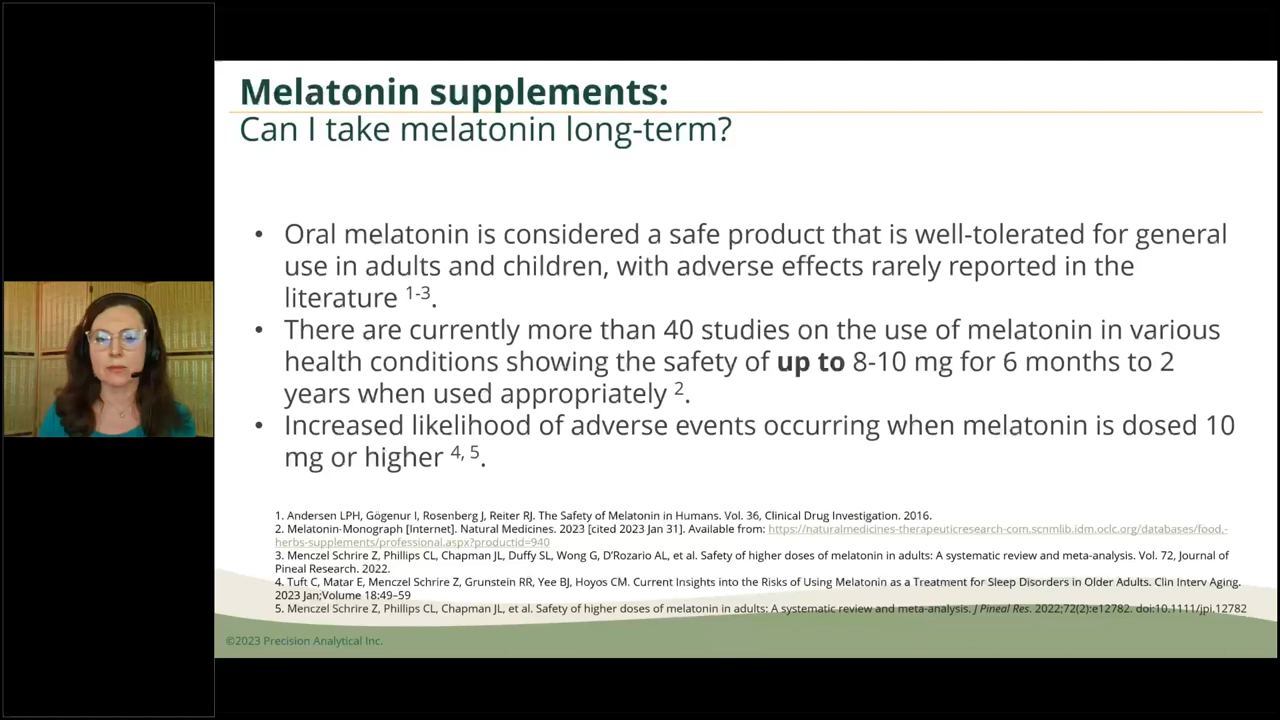 Melatonin supplements:
Can I take melatonin long-term?
• Oral melatonin is considered a safe product that is well-tolerated for general
use in adults and children, with adverse effects rarely reported in the
literature 1-3.
• There are currently more than 40 studies on the use of melatonin in various
health conditions showing the safety of up to 8-10 mg for 6 months to 2
years when used appropriately 2.
• Increased likelihood of adverse events occurring when melatonin is dosed 10
mg or higher 4, 5.
1. Andersen LPH, Gögenur I, Rosenberg J, Reiter RJ. The Safety of Melatonin in Humans. Vol. 36, Clinical Drug Investigation. 2016.
2. Melatonin-Monograph [Internet]. Natural Medicines. 2023 [cited 2023 Jan 31]. Available from: https://naturalmedicines-therapeuticresearch-com.scnmlib.idm.oclc.org/databases/food,-
herbs-supplements/professional.aspx?productid=940
3. Menczel Schrire Z, Phillips CL, Chapman JL, Duffy SL, Wong G, D'Rozario AL, et al. Safety of higher doses of melatonin in adults: A systematic review and meta-analysis. Vol. 72, Journal of
Pineal Research. 2022.
4. Tuft C, Matar E, Menczel Schrire Z, Grunstein RR, Yee BJ, Hoyos CM. Current Insights into the Risks of Using Melatonin as a Treatment for Sleep Disorders in Older Adults. Clin Interv Aging.
2023 Jan;Volume 18:49–59
5. Menczel Schrire Z, Phillips CL, Chapman JL, et al. Safety of higher doses of melatonin in adults: A systematic review and meta-analysis. J Pineal Res. 2022;72(2):e12782. doi:10.1111/jpi.12782
©2023 Precision Analytical Inc.